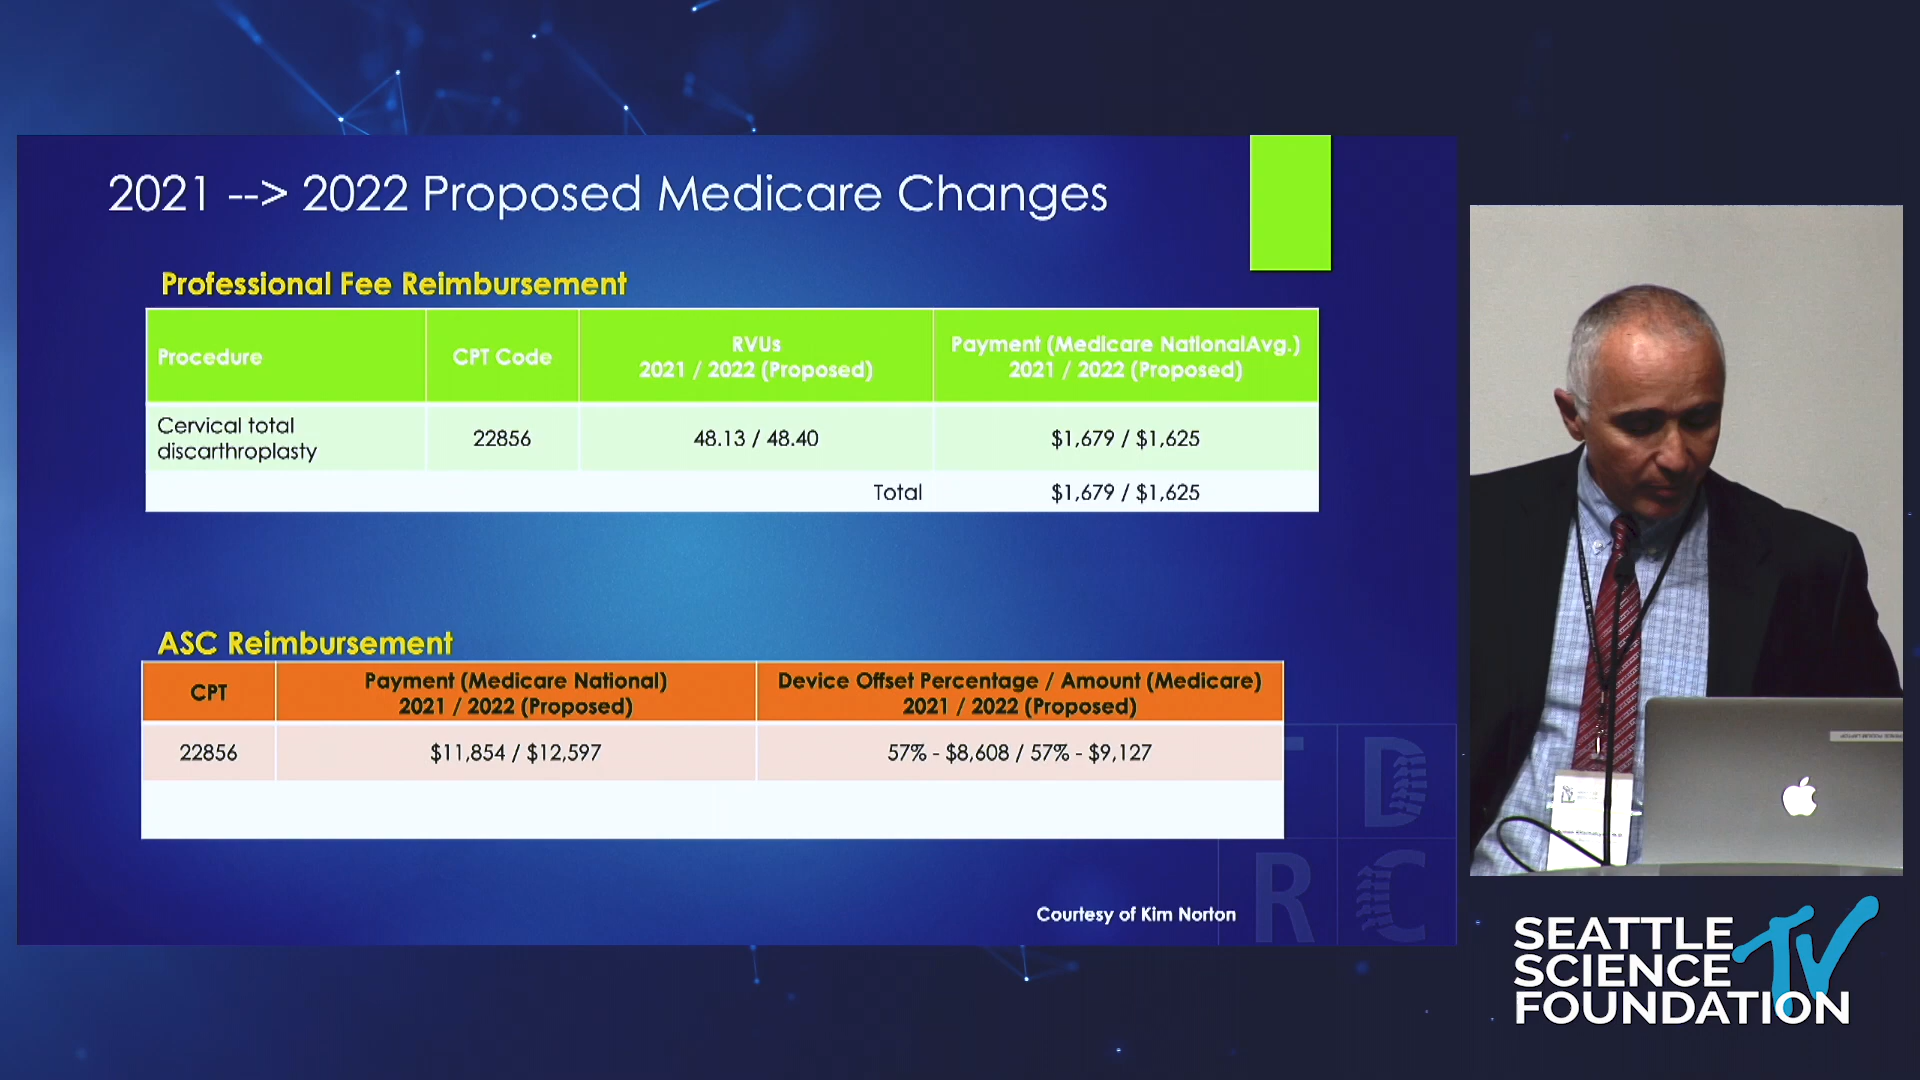 2021 --> 2022 Proposed Medicare Changes
Professional Fee Reimbursement
Procedure
CPT Code
RVUs
2021 / 2022 (Proposed)
Payment (Medicare NationalAvg.)
2021 / 2022 (Proposed)
Cervical total
discarthroplasty
22856
48.13 / 48.40
$1,679 / $1,625
Total
$1,679 / $1,625
ASC Reimbursement
CPT
Payment (Medicare National)
2021 / 2022 (Proposed)
Device Offset Percentage / Amount (Medicare)
2021 / 2022 (Proposed)
22856
$11,854 / $12,597
57% - $8,608 / 57% - $9,127
T D
R C
Courtesy of Kim Norton
SEATTLE
SCIENCE TV
FOUNDATION